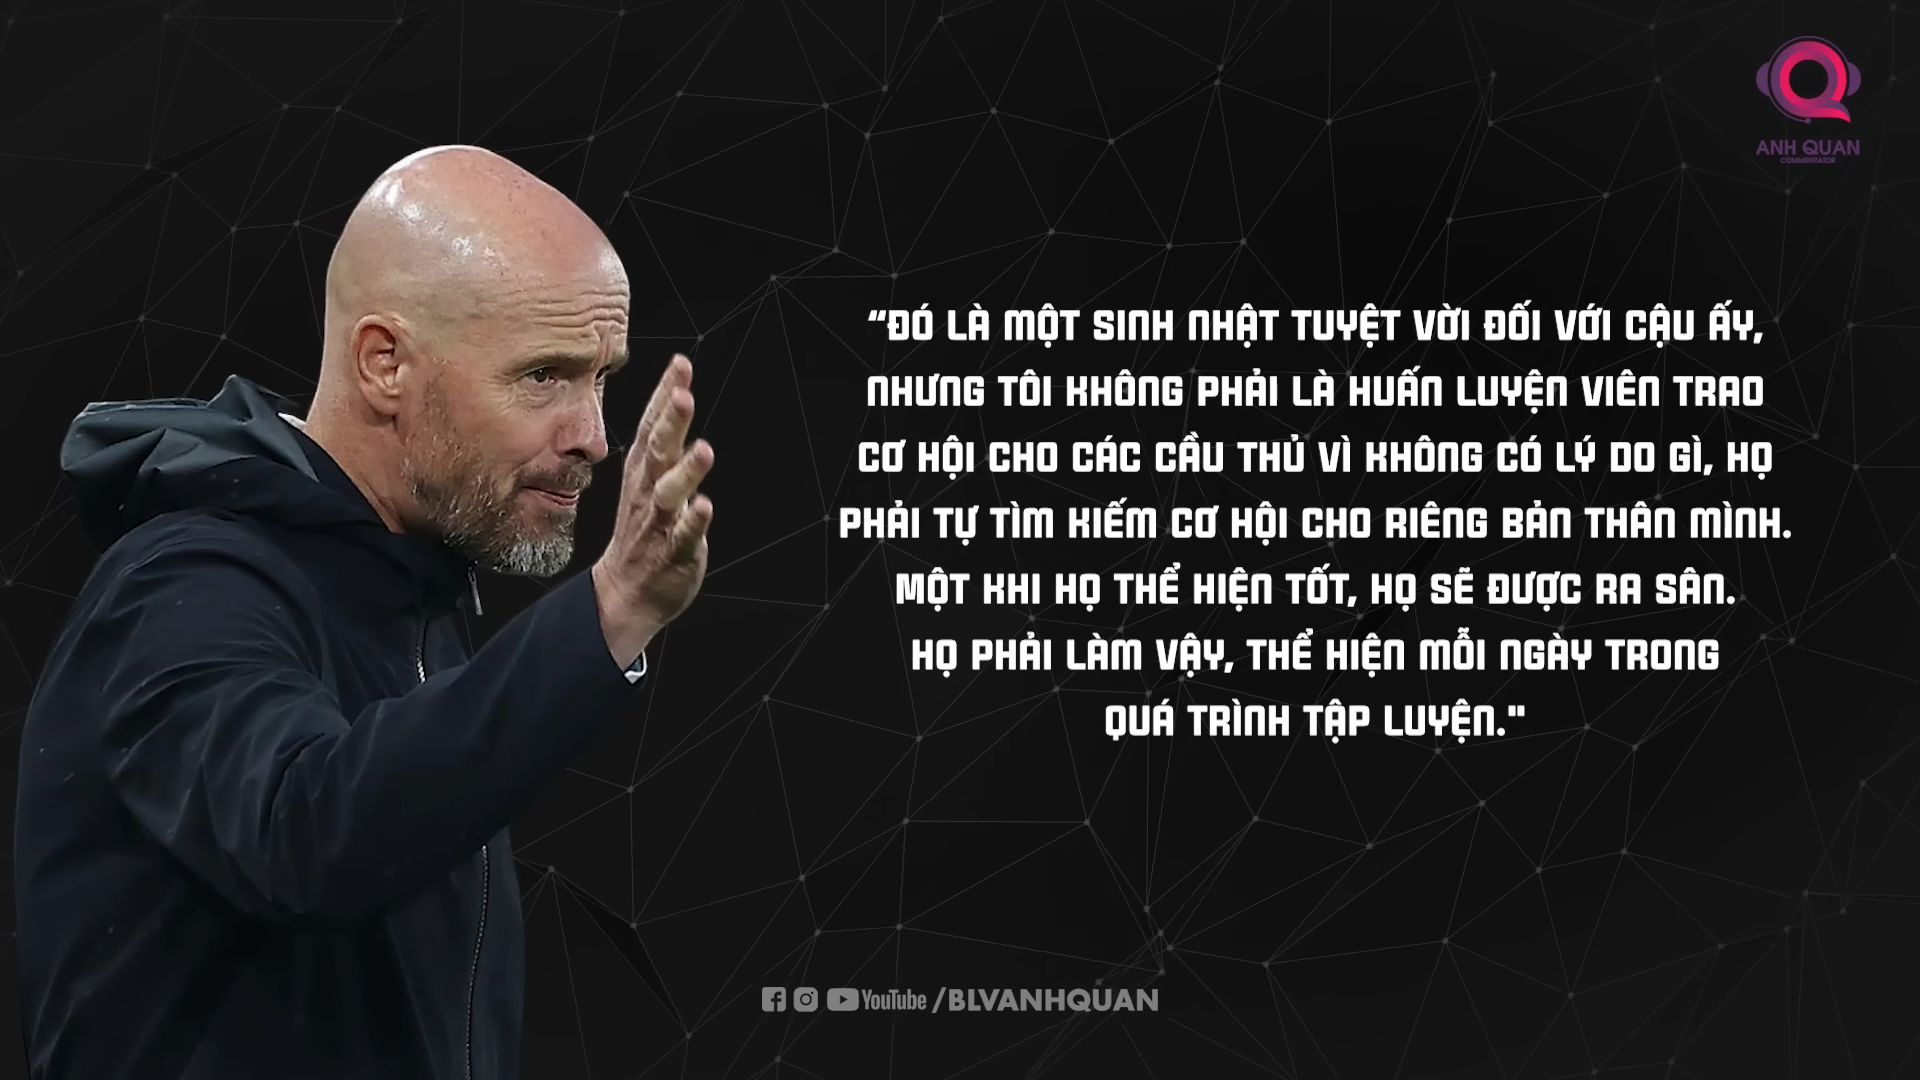 ANH QUAN
COMMENTATOR
“ĐÓ LÀ MỘT SINH NHẬT TUYỆT VỜI ĐỐI VỚI CẬU ẤY,
NHƯNG TÔI KHÔNG PHẢI LÀ HUẤN LUYỆN VIÊN TRAO
CƠ HỘI CHO CÁC CẦU THỦ VÌ KHÔNG CÓ LÝ DO GÌ, HỌ
PHẢI TỰ TÌM KIẾM CƠ HỘI CHO RIÊNG BẢN THÂN MÌNH.
MỘT KHI HỌ THỂ HIỆN TỐT, HỌ SẼ ĐƯỢC RA SÂN.
HỌ PHẢI LÀM VẬY, THỂ HIỆN MỖI NGÀY TRONG
QUÁ TRÌNH TẬP LUYỆN."
YouTube /BLVANHQUAN